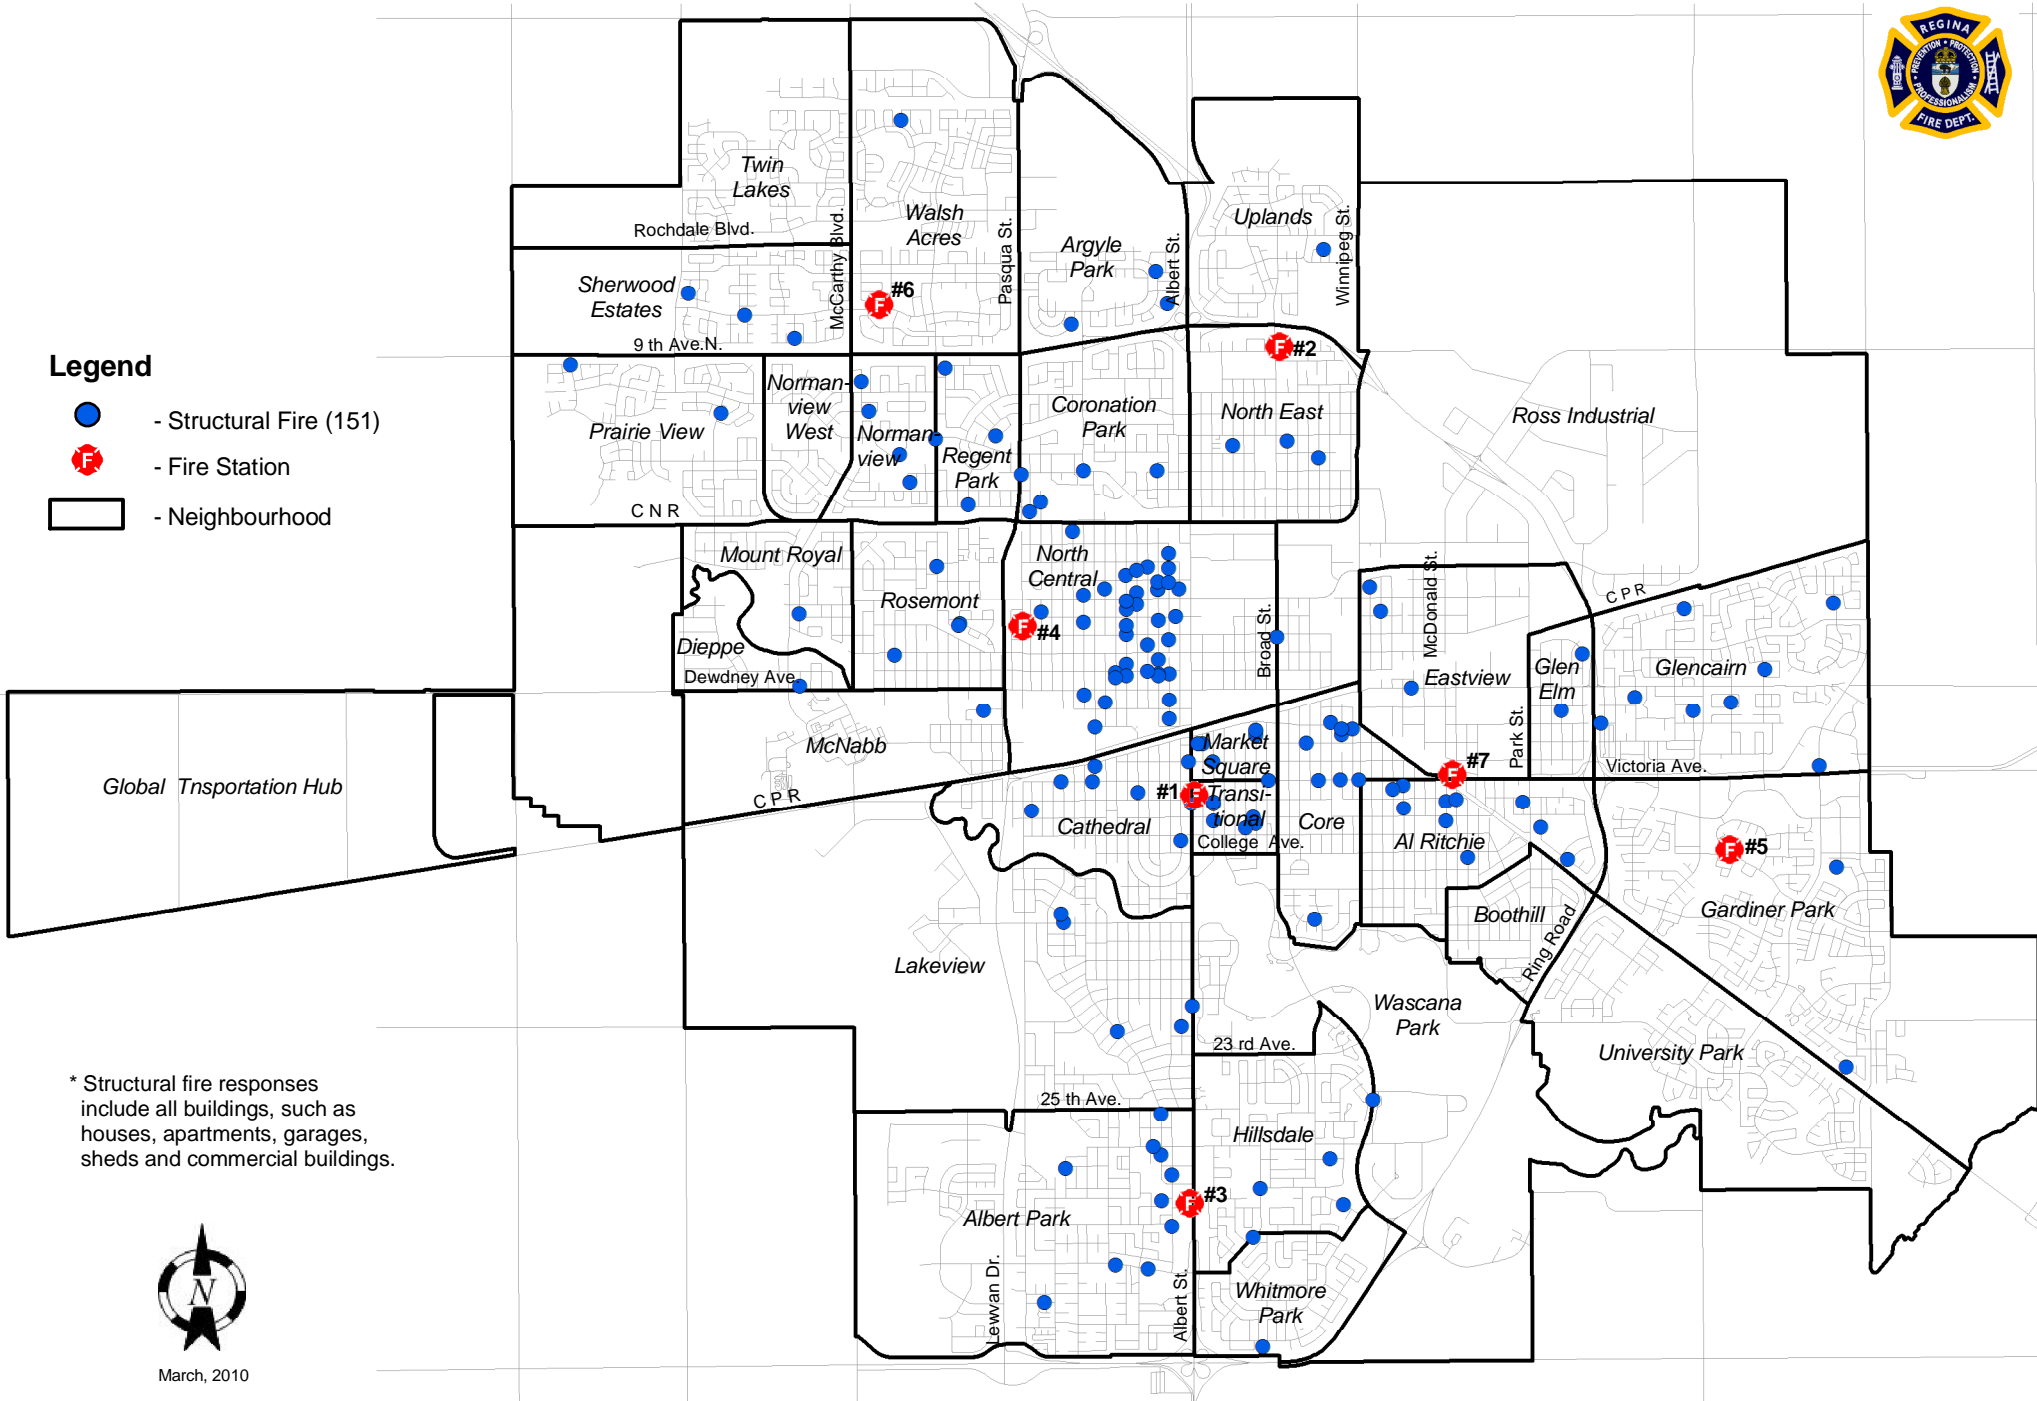 REGINA
PREVENTION • PROTECTION
PROFESSIONALISM
FIRE DEPT.
Twin
Lakes
Rochdale Blvd.
McCarthy Blvd.
Walsh
Acres
Pasqua St.
Argyle
Park
Albert St.
Uplands
Winnipeg St.
Sherwood
Estates
#6
9 th Ave.N.
#2
Legend
- Structural Fire (151)
F
- Fire Station
- Neighbourhood
Prairie View
Norman-
view
West
Norman-
view
Regent
Park
Coronation
Park
North East
Ross Industrial
C N R
Mount Royal
North
Central
Rosemont
#4
Dieppe
Dewdney Ave.
Broad St.
McDonald St.
Eastview
C P R
Glen
Elm
Glencairn
Park St.
McNabb
Global  Tnsportation Hub
C P R
Market
Square
#7
Victoria Ave.
#1
Transi-
tional
Cathedral
Core
College  Ave.
Al Ritchie
#5
Boothill
Gardiner Park
Ring Road
Lakeview
Wascana
Park
23 rd Ave.
University Park
* Structural fire responses
include all buildings, such as
houses, apartments, garages,
sheds and commercial buildings.
25 th Ave.
Hillsdale
#3
Albert Park
Lewvan Dr.
Albert St.
Whitmore
Park
N
March, 2010